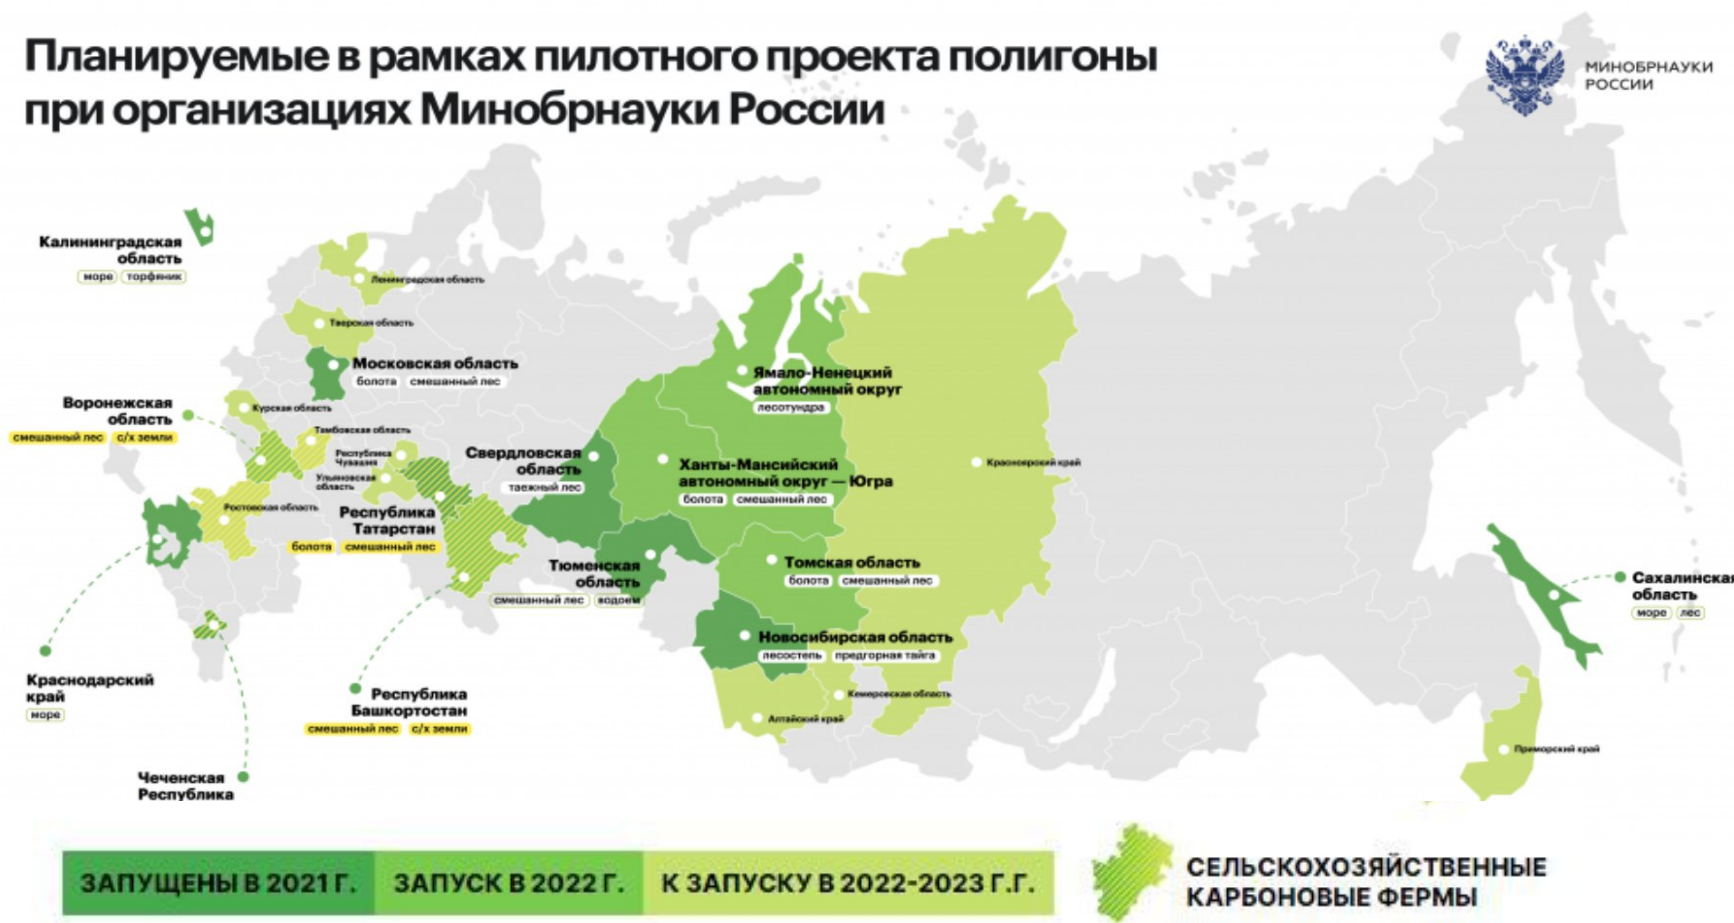 Планируемые в рамках пилотного проекта полигоны
при организациях Минобрнауки России
МИНОБРНАУКИ
РОССИИ
Калининградская
область
море торфяник
Ленинградская область
Тверская область
Московская область
болота смешанный лес
Воронежская
область
смешанный лес с/х земли
Курская область
Тамбовская область
Республика
Чувашия
Ульяновская
область
Ростовская область
Республика
Татарстан
болота смешанный лес
Свердловская
область
таежный лес
Ямало-Ненецкий
автономный округ
лесотундра
Ханты-Мансийский
автономный округ — Югра
болота смешанный лес
Красноярский край
Тюменская
область
смешанный лес водоем
Томская область
болота смешанный лес
Новосибирская область
лесостепь предгорная тайга
Кемеровская область
Алтайский край
Сахалинская
область
море лес
Приморский край
Краснодарский
край
море
Республика
Башкортостан
смешанный лес с/х земли
Чеченская
Республика
ЗАПУЩЕНЫ В 2021 Г.
ЗАПУСК В 2022 Г.
К ЗАПУСКУ В 2022-2023 Г.Г.
СЕЛЬСКОХОЗЯЙСТВЕННЫЕ
КАРБОНОВЫЕ ФЕРМЫ